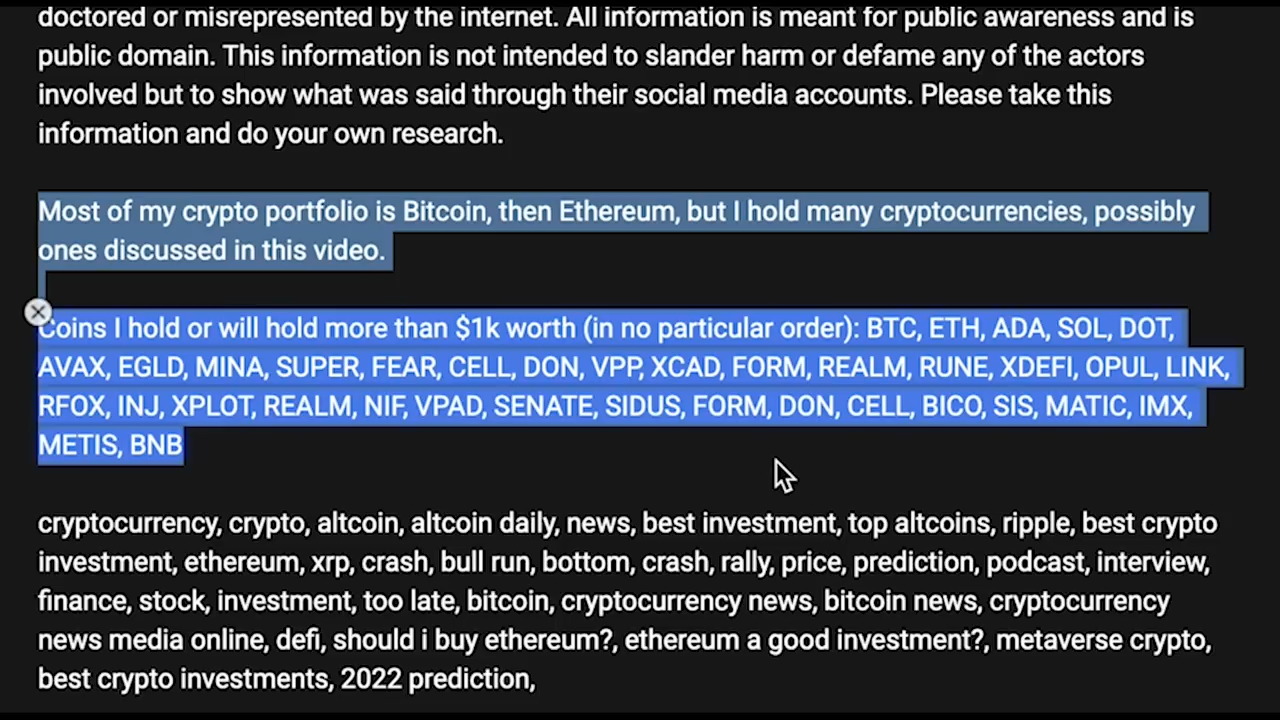 doctored or misrepresented by the internet. All information is meant for public awareness and is
public domain. This information is not intended to slander harm or defame any of the actors
involved but to show what was said through their social media accounts. Please take this
information and do your own research.
Most of my crypto portfolio is Bitcoin, then Ethereum, but I hold many cryptocurrencies, possibly
ones discussed in this video.
Coins I hold or will hold more than $1k worth (in no particular order): BTC, ETH, ADA, SOL, DOT,
AVAX, EGLD, MINA, SUPER, FEAR, CELL, DON, VPP, XCAD, FORM, REALM, RUNE, XDEFI, OPUL, LINK,
RFOX, INJ, XPLOT, REALM, NIF, VPAD, SENATE, SIDUS, FORM, DON, CELL, BICO, SIS, MATIC, IMX,
METIS, BNB
cryptocurrency, crypto, altcoin, altcoin daily, news, best investment, top altcoins, ripple, best crypto
investment, ethereum, xrp, crash, bull run, bottom, crash, rally, price, prediction, podcast, interview,
finance, stock, investment, too late, bitcoin, cryptocurrency news, bitcoin news, cryptocurrency
news media online, defi, should i buy ethereum?, ethereum a good investment?, metaverse crypto,
best crypto investments, 2022 prediction,